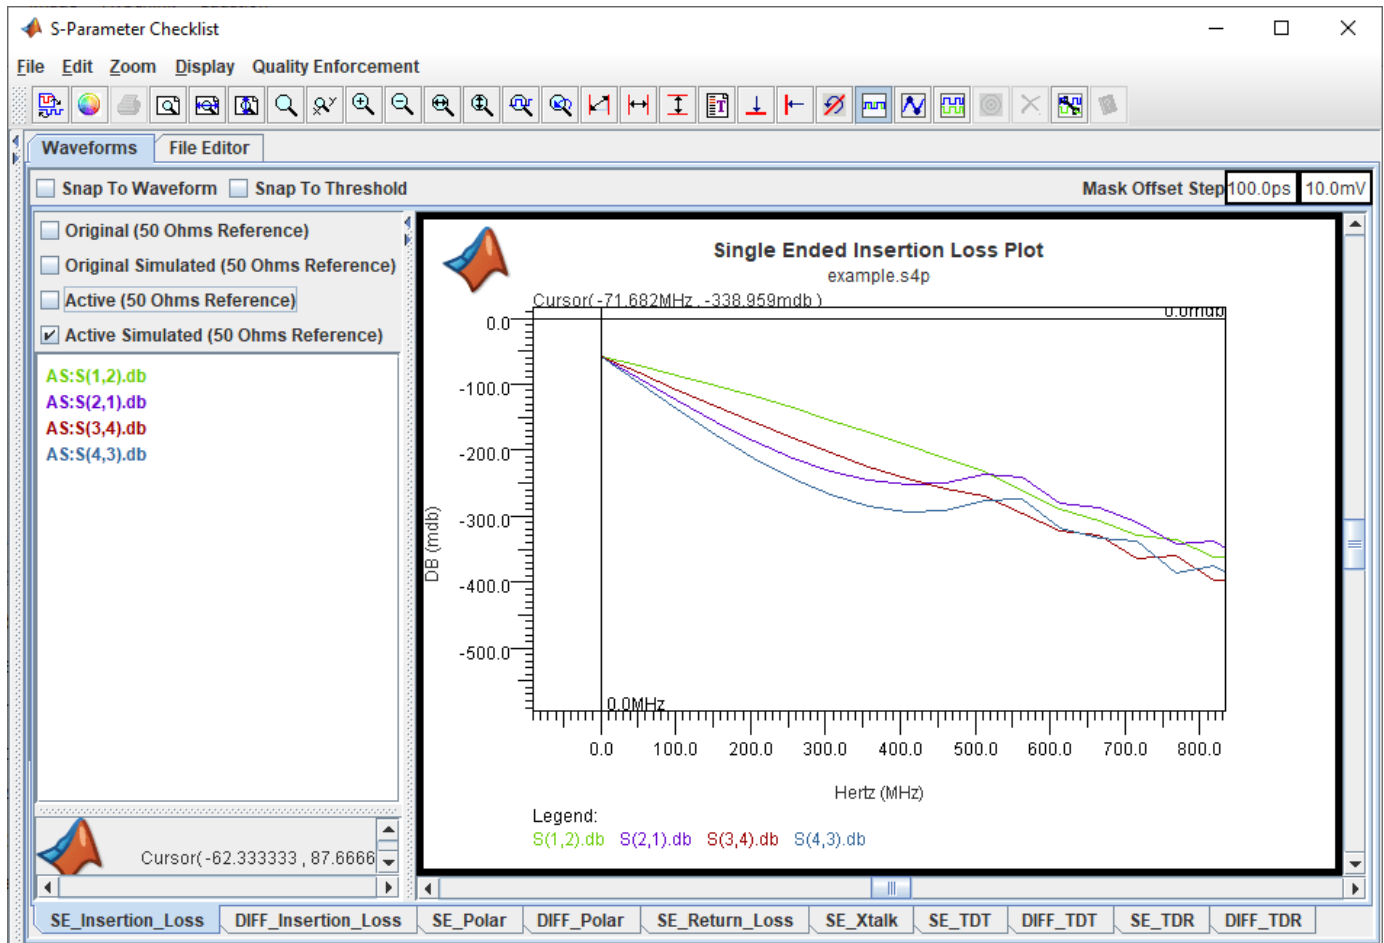 S-Parameter Checklist
File Edit Zoom Display Quality Enforcement
Waveforms File Editor
Snap To Waveform Snap To Threshold Mask Offset Step 100.0ps 10.0mV
Original (50 Ohms Reference)
Original Simulated (50 Ohms Reference)
Active (50 Ohms Reference)
Active Simulated (50 Ohms Reference)
AS:S(1,2).db
AS:S(2,1).db
AS:S(3,4).db
AS:S(4,3).db
Cursor(-62.333333 , 87.6666
Single Ended Insertion Loss Plot
example.s4p
Cursor( -71.682MHz , -338.959mdb )
0.0mdb
0.0
-100.0
-200.0
-300.0
-400.0
-500.0
DB (mdb)
0.0MHz
0.0 100.0 200.0 300.0 400.0 500.0 600.0 700.0 800.0
Hertz (MHz)
Legend:
S(1,2).db S(2,1).db S(3,4).db S(4,3).db
SE_Insertion_Loss DIFF_Insertion_Loss SE_Polar DIFF_Polar SE_Return_Loss SE_Xtalk SE_TDT DIFF_TDT SE_TDR DIFF_TDR